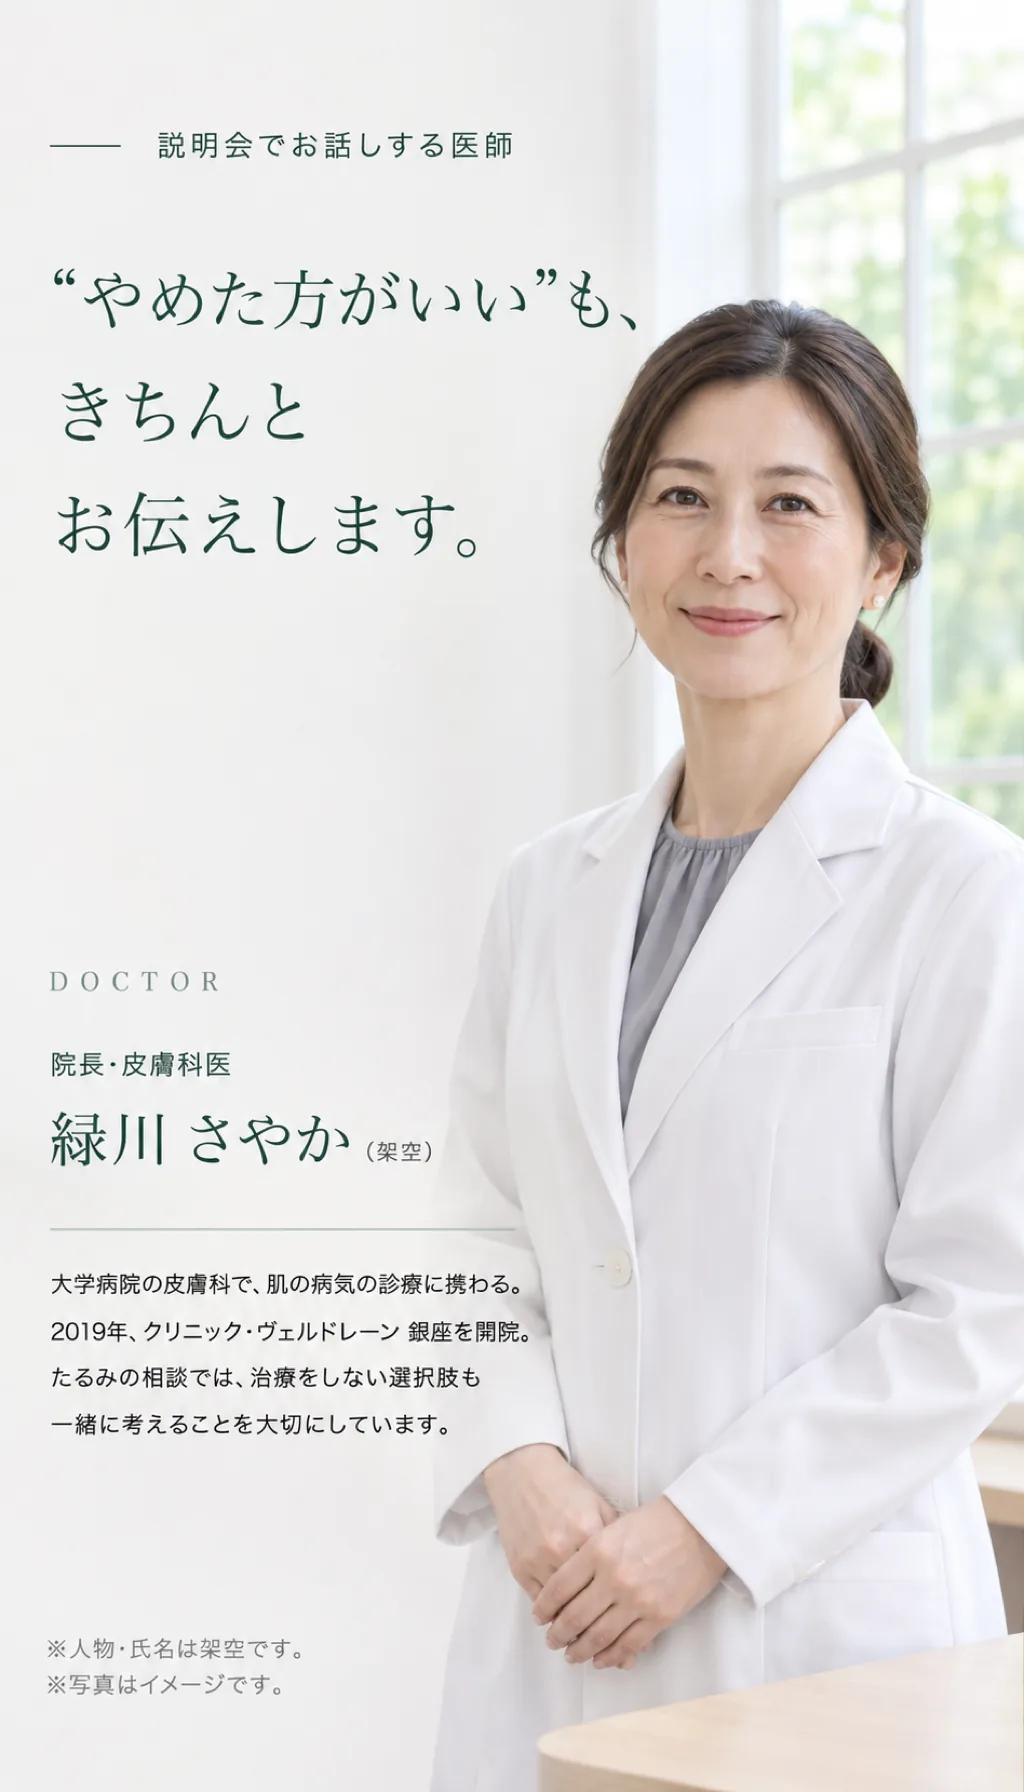 説明会でお話しする医師
“やめた方がいい”も、
きちんと
お伝えします。
DOCTOR
院長・皮膚科医
緑川 さやか（架空）
大学病院の皮膚科で、肌の病気の診療に携わる。
2019年、クリニック・ヴェルドレーン 銀座を開院。
たるみの相談では、治療をしない選択肢も
一緒に考えることを大切にしています。
※人物・氏名は架空です。
※写真はイメージです。